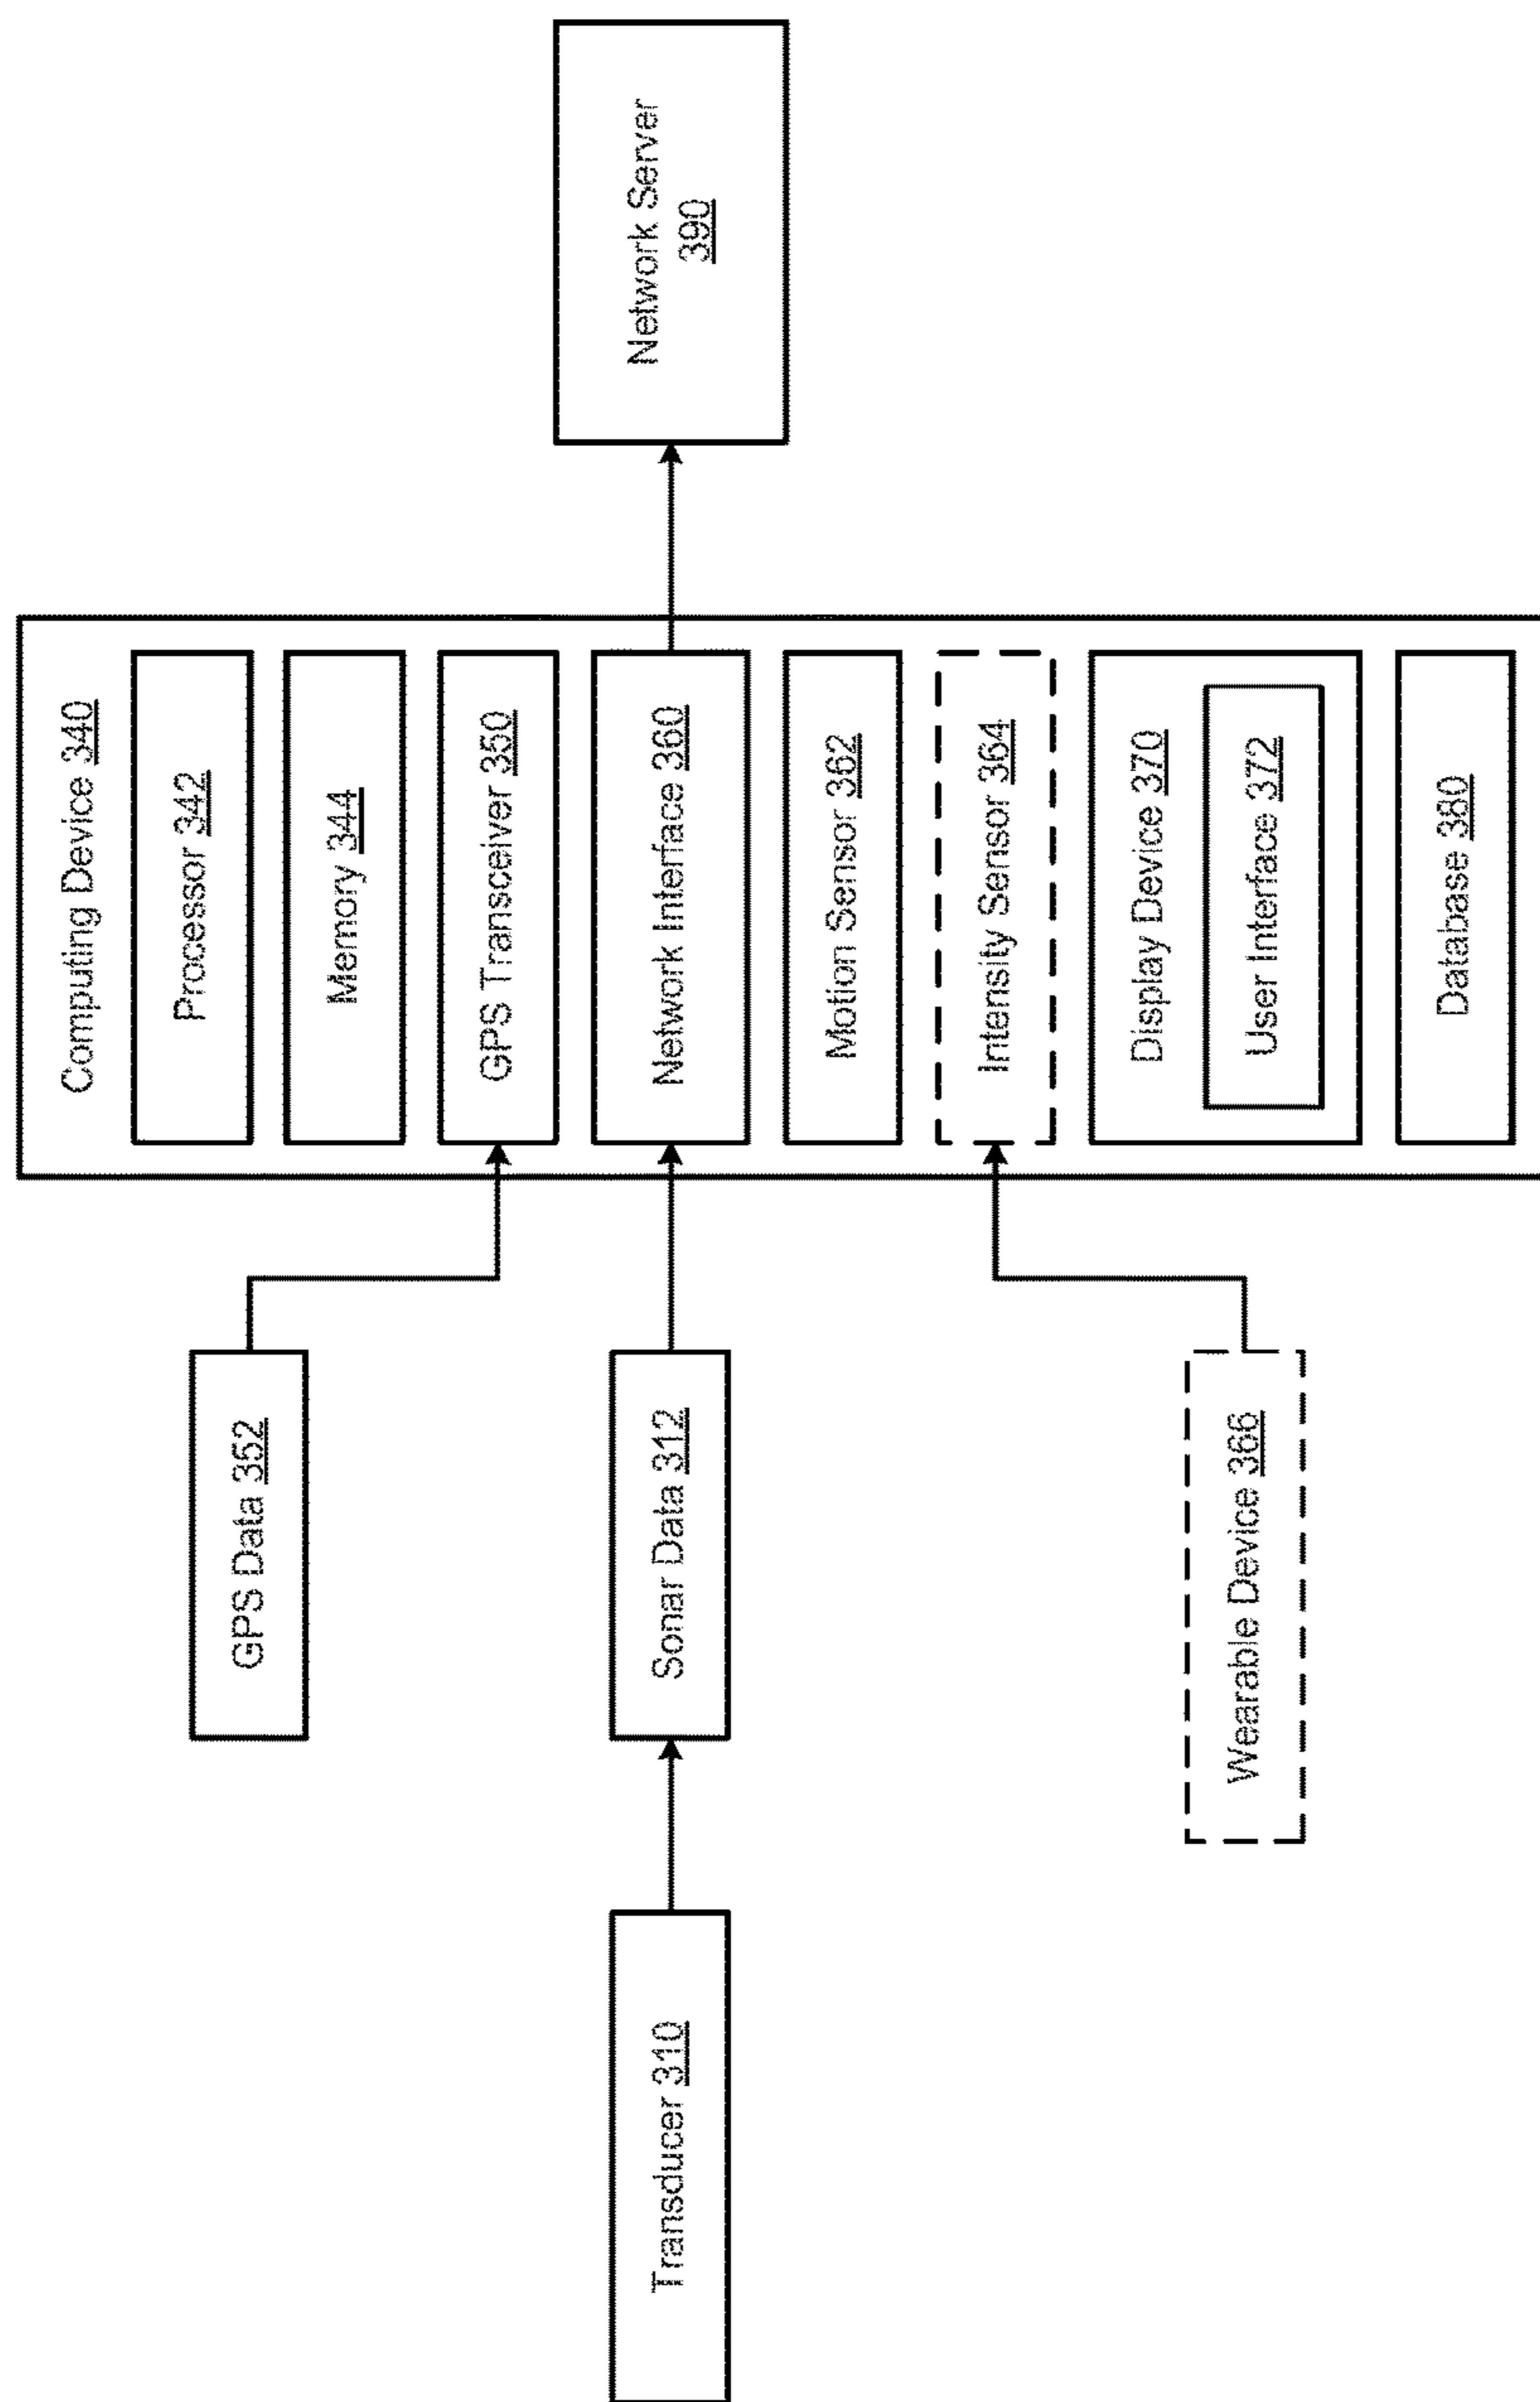 Transducer 310
GPS Data 352
Sonar Data 312
Wearable Device 366
Computing Device 340
Processor 342
Memory 344
GPS Transceiver 350
Network Interface 360
Motion Sensor 362
Intensity Sensor 364
Display Device 370
User Interface 372
Database 380
Network Server
390